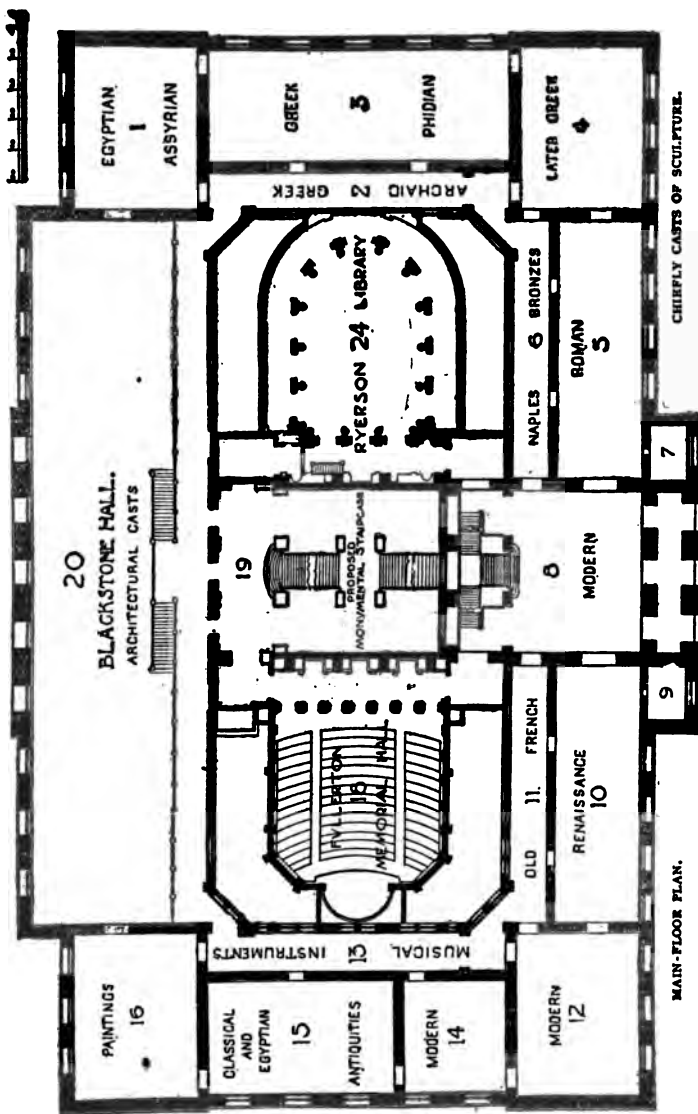 EGYPTIAN
1
ASSYRIAN
GREEK
3
PHIDIAN
LATER GREEK
4
ARCHAIC 2 GREEK
20
BLACKSTONE HALL.
ARCHITECTURAL CASTS
RYERSON 24 LIBRARY
NAPLES 6 BRONZES
ROMAN
5
CHIEFLY CASTS OF SCULPTURE.
7
19
PROPOSED
MONUMENTAL STAIRCASE
8
MODERN
9
FVLLERTON
18
MEMORIAL HALL
OLD 11. FRENCH
RENAISSANCE
10
MUSICAL 13 INSTRUMENTS
PAINTINGS
16
CLASSICAL
AND
EGYPTIAN
15
ANTIQUITIES
MODERN
14
MODERN
12
MAIN-FLOOR PLAN.